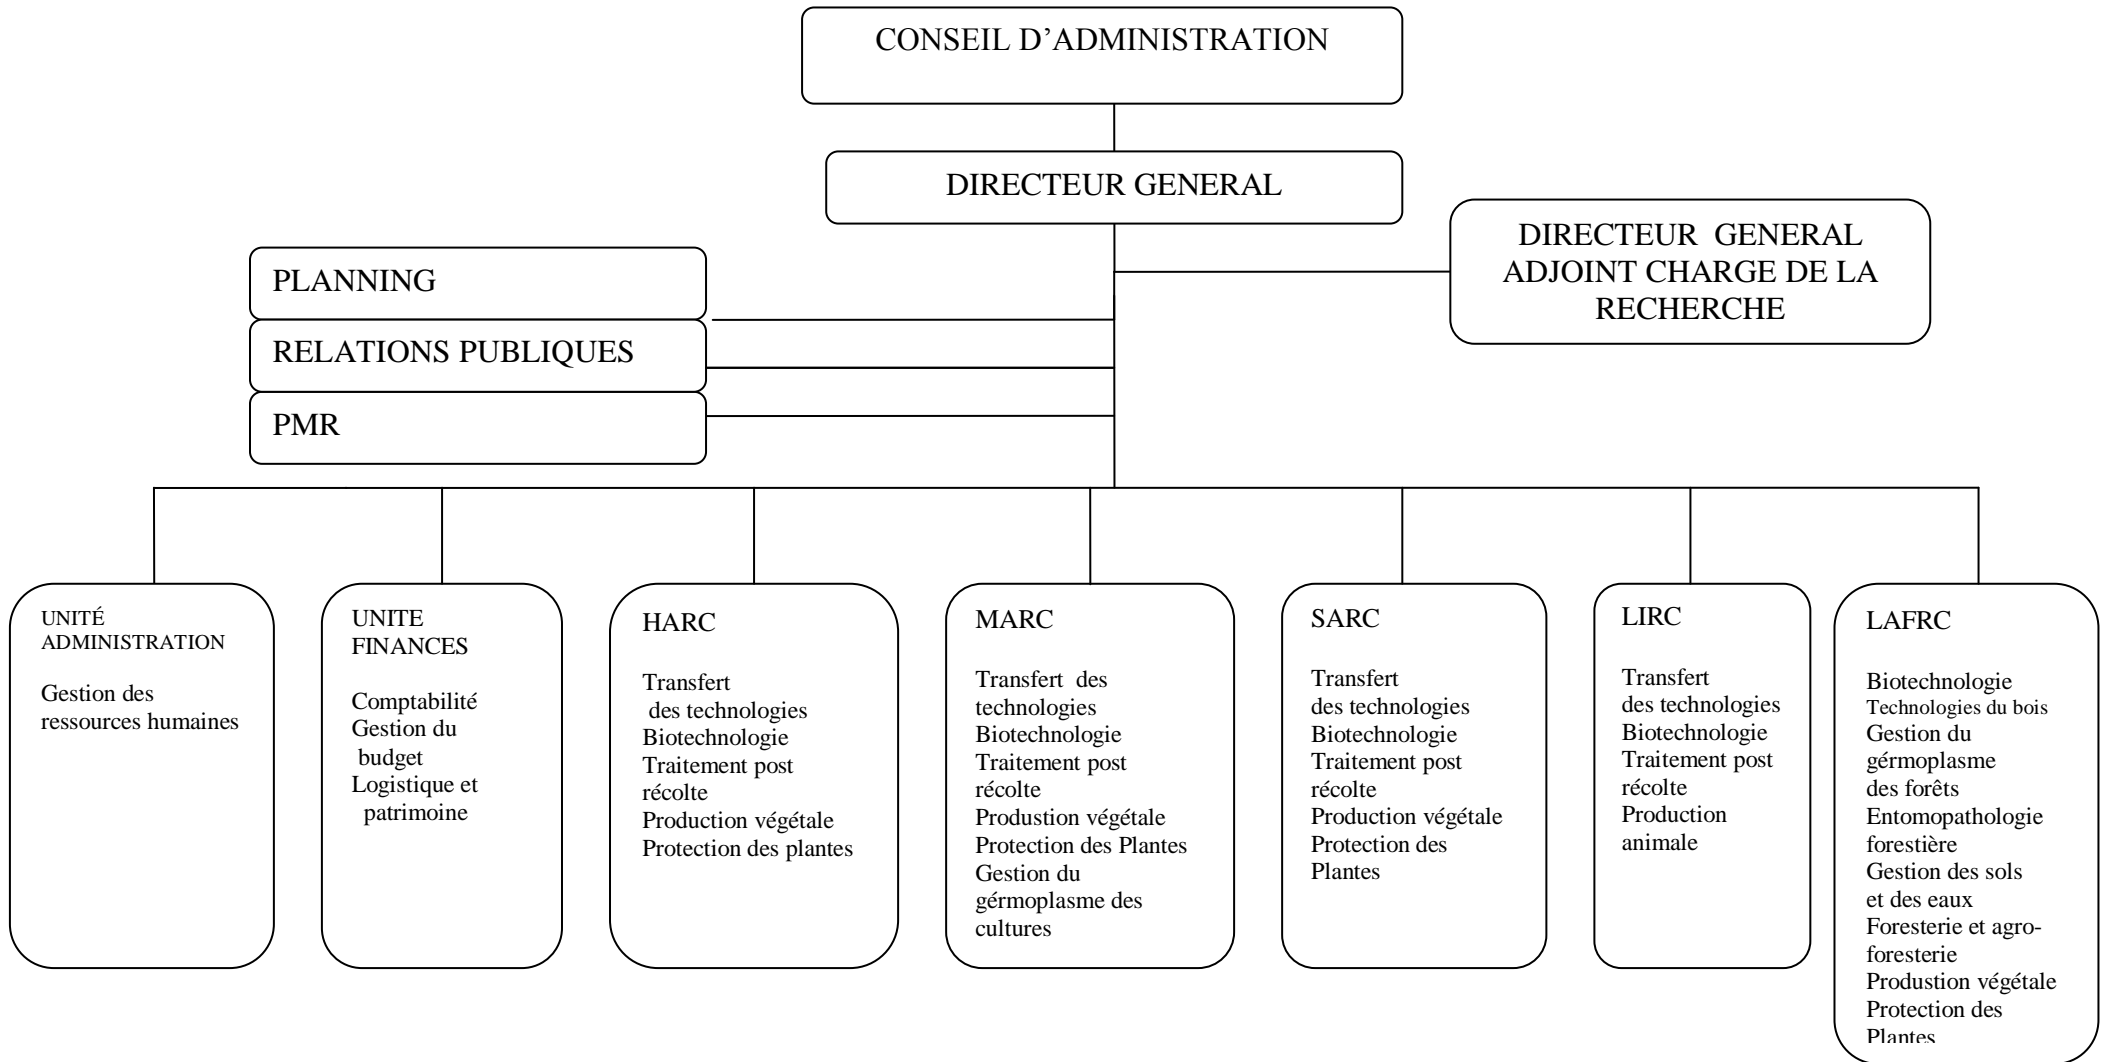 CONSEIL D’ADMINISTRATION
DIRECTEUR GENERAL
DIRECTEUR GENERAL
ADJOINT CHARGE DE LA
RECHERCHE
PLANNING
RELATIONS PUBLIQUES
PMR
UNITÉ
ADMINISTRATION
Gestion des
ressources humaines
UNITE
FINANCES
Comptabilité
Gestion du
budget
Logistique et
patrimoine
HARC
Transfert
des technologies
Biotechnologie
Traitement post
récolte
Production végétale
Protection des plantes
MARC
Transfert des
technologies
Biotechnologie
Traitement post
récolte
Produstion végétale
Protection des Plantes
Gestion du
gérmoplasme des
cultures
SARC
Transfert
des technologies
Biotechnologie
Traitement post
récolte
Production végétale
Protection des
Plantes
LIRC
Transfert
des technologies
Biotechnologie
Traitement post
récolte
Production
animale
LAFRC
Biotechnologie
Technologies du bois
Gestion du
gérmoplasme
des forêts
Entomopathologie
forestière
Gestion des sols
et des eaux
Foresterie et agro-
foresterie
Produstion végétale
Protection des
Plantes